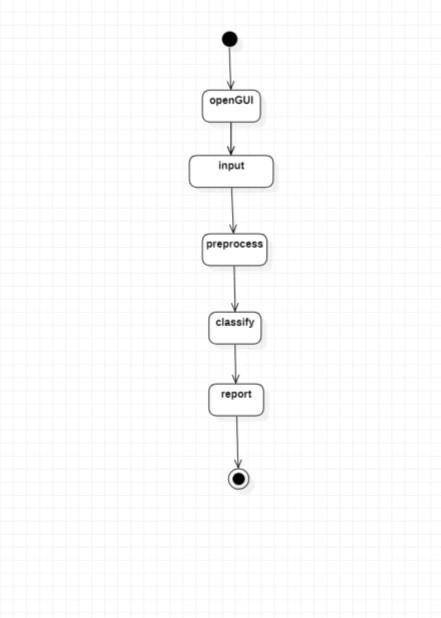 openGUI
input
preprocess
classify
report